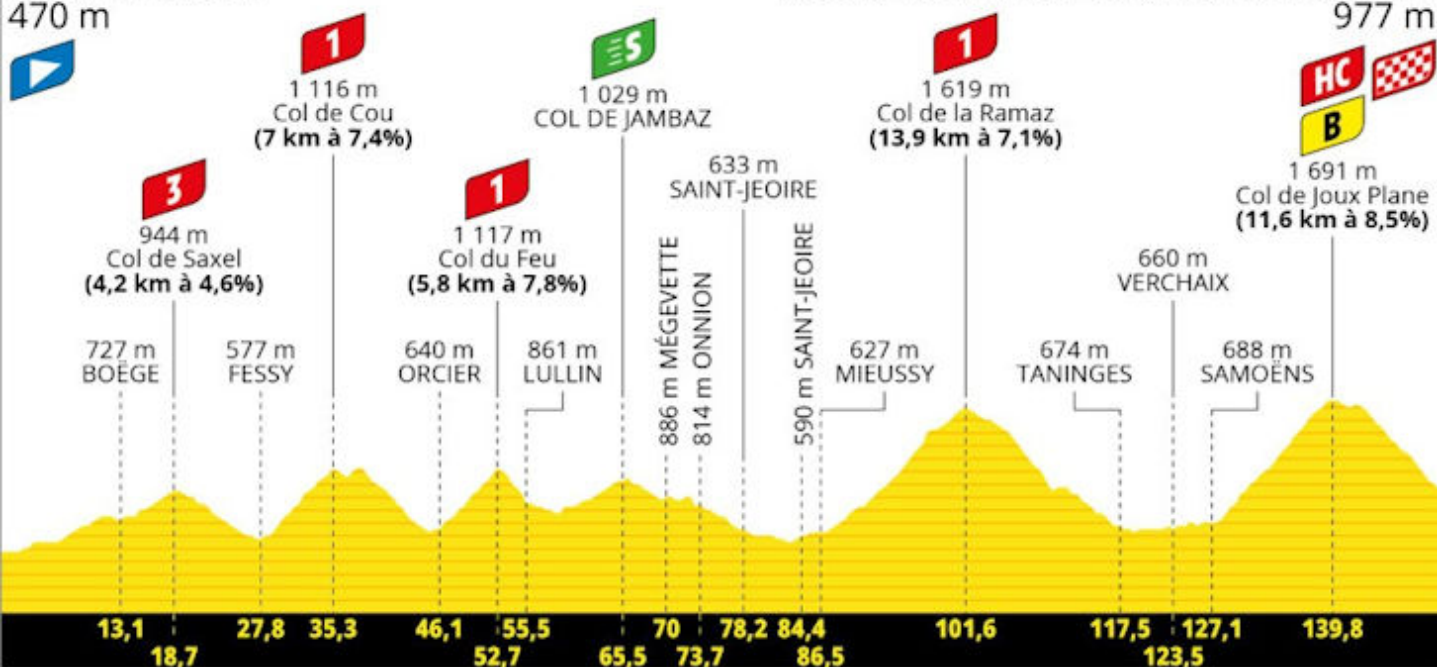 470 m
977 m
1
1 116 m
Col de Cou
(7 km à 7,4%)
S
1 029 m
COL DE JAMBAZ
1
1 619 m
Col de la Ramaz
(13,9 km à 7,1%)
HC
B
1 691 m
Col de Joux Plane
(11,6 km à 8,5%)
3
944 m
Col de Saxel
(4,2 km à 4,6%)
1
1 117 m
Col du Feu
(5,8 km à 7,8%)
633 m
SAINT-JEOIRE
660 m
VERCHAIX
727 m
BOËGE
577 m
FESSY
640 m
ORCIER
861 m
LULLIN
886 m MÉGEVETTE
814 m ONNION
590 m SAINT-JEOIRE
627 m
MIEUSSY
674 m
TANINGES
688 m
SAMOËNS
13,1
18,7
27,8
35,3
46,1
52,7
55,5
65,5
70
73,7
78,2
84,4
86,5
101,6
117,5
123,5
127,1
139,8